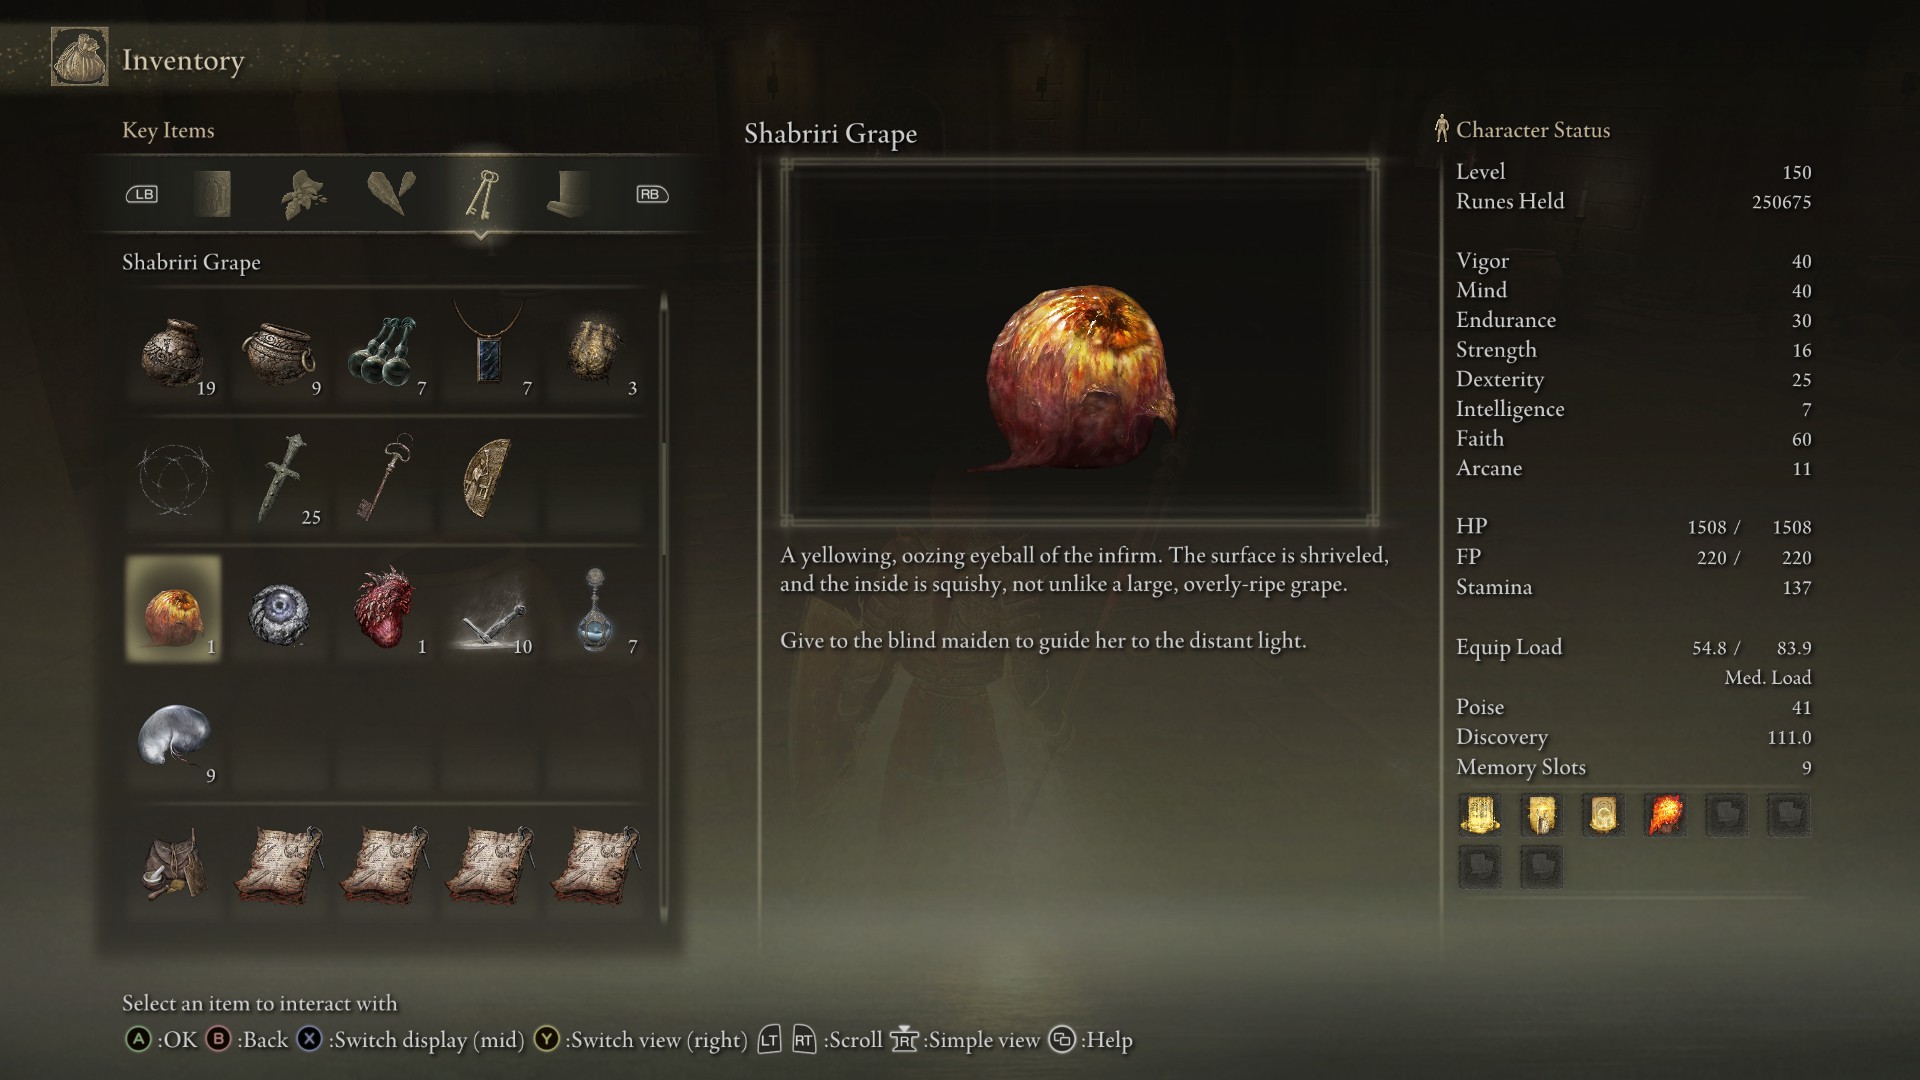 Inventory
Key Items
LB
RB
Shabriri Grape
19
9
7
7
3
25
1
1
10
7
9
Shabriri Grape
A yellowing, oozing eyeball of the infirm. The surface is shriveled,
and the inside is squishy, not unlike a large, overly-ripe grape.
Give to the blind maiden to guide her to the distant light.
Character Status
Level 150
Runes Held 250675
Vigor 40
Mind 40
Endurance 30
Strength 16
Dexterity 25
Intelligence 7
Faith 60
Arcane 11
HP 1508 / 1508
FP 220 / 220
Stamina 137
Equip Load 54.8 / 83.9
Med. Load
Poise 41
Discovery 111.0
Memory Slots 9
Select an item to interact with
A :OK B :Back X :Switch display (mid) Y :Switch view (right) LT RT :Scroll R :Simple view :Help